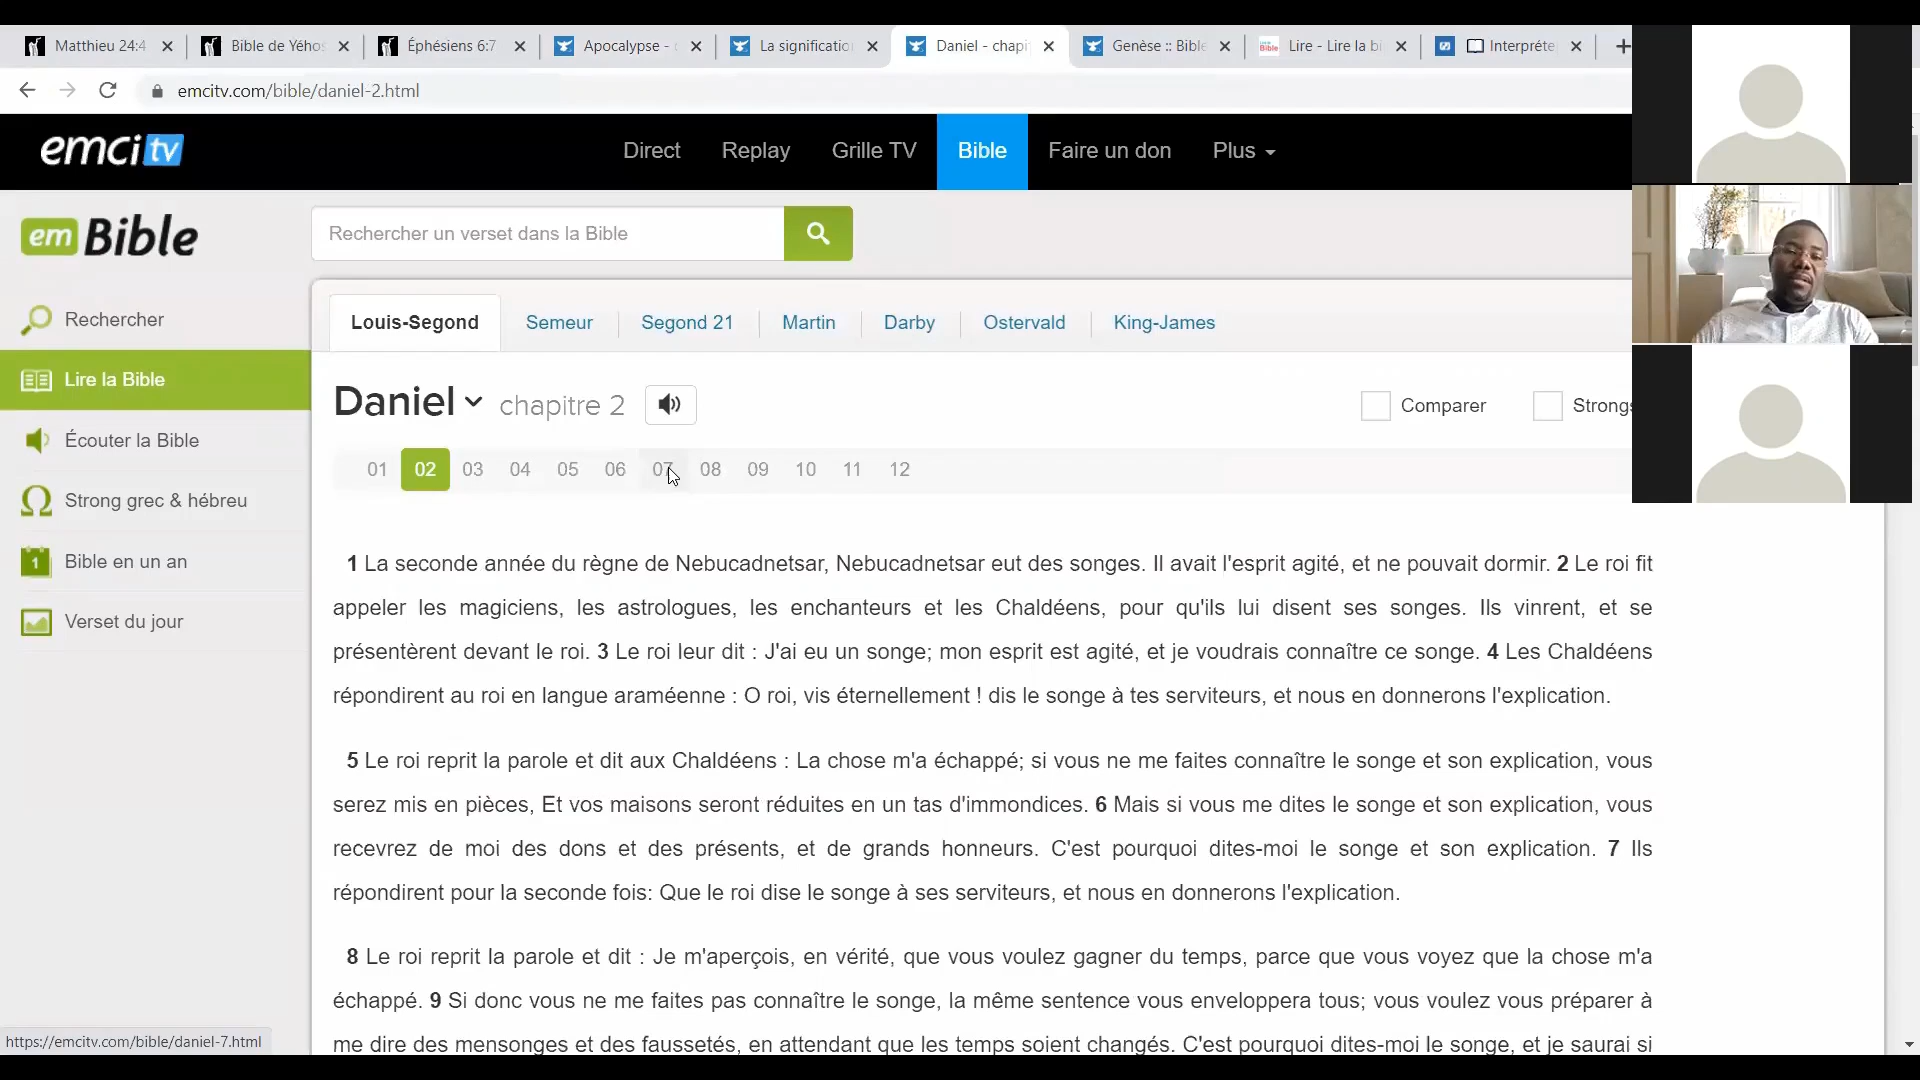 Matthieu 24:4
Bible de Yéhos
Éphésiens 6:7
Apocalypse -
La significatio
Daniel - chapi
Genèse :: Bible
Lire - Lire la bi
Interpréte
emcitv.com/bible/daniel-2.html
emci tv
Direct
Replay
Grille TV
Bible
Faire un don
Plus
em Bible
Rechercher un verset dans la Bible
Rechercher
Lire la Bible
Écouter la Bible
Strong grec & hébreu
1
Bible en un an
Verset du jour
Louis-Segond
Semeur
Segond 21
Martin
Darby
Ostervald
King-James
Daniel chapitre 2
Comparer
Strongs
01 02 03 04 05 06 07 08 09 10 11 12
1 La seconde année du règne de Nebucadnetsar, Nebucadnetsar eut des songes. Il avait l'esprit agité, et ne pouvait dormir. 2 Le roi fit
appeler les magiciens, les astrologues, les enchanteurs et les Chaldéens, pour qu'ils lui disent ses songes. Ils vinrent, et se
présentèrent devant le roi. 3 Le roi leur dit : J'ai eu un songe; mon esprit est agité, et je voudrais connaître ce songe. 4 Les Chaldéens
répondirent au roi en langue araméenne : O roi, vis éternellement ! dis le songe à tes serviteurs, et nous en donnerons l'explication.
5 Le roi reprit la parole et dit aux Chaldéens : La chose m'a échappé; si vous ne me faites connaître le songe et son explication, vous
serez mis en pièces, Et vos maisons seront réduites en un tas d'immondices. 6 Mais si vous me dites le songe et son explication, vous
recevrez de moi des dons et des présents, et de grands honneurs. C'est pourquoi dites-moi le songe et son explication. 7 Ils
répondirent pour la seconde fois: Que le roi dise le songe à ses serviteurs, et nous en donnerons l'explication.
8 Le roi reprit la parole et dit : Je m'aperçois, en vérité, que vous voulez gagner du temps, parce que vous voyez que la chose m'a
échappé. 9 Si donc vous ne me faites pas connaître le songe, la même sentence vous enveloppera tous; vous voulez vous préparer à
me dire des mensonges et des faussetés, en attendant que les temps soient changés. C'est pourquoi dites-moi le songe, et je saurai si
https://emcitv.com/bible/daniel-7.html